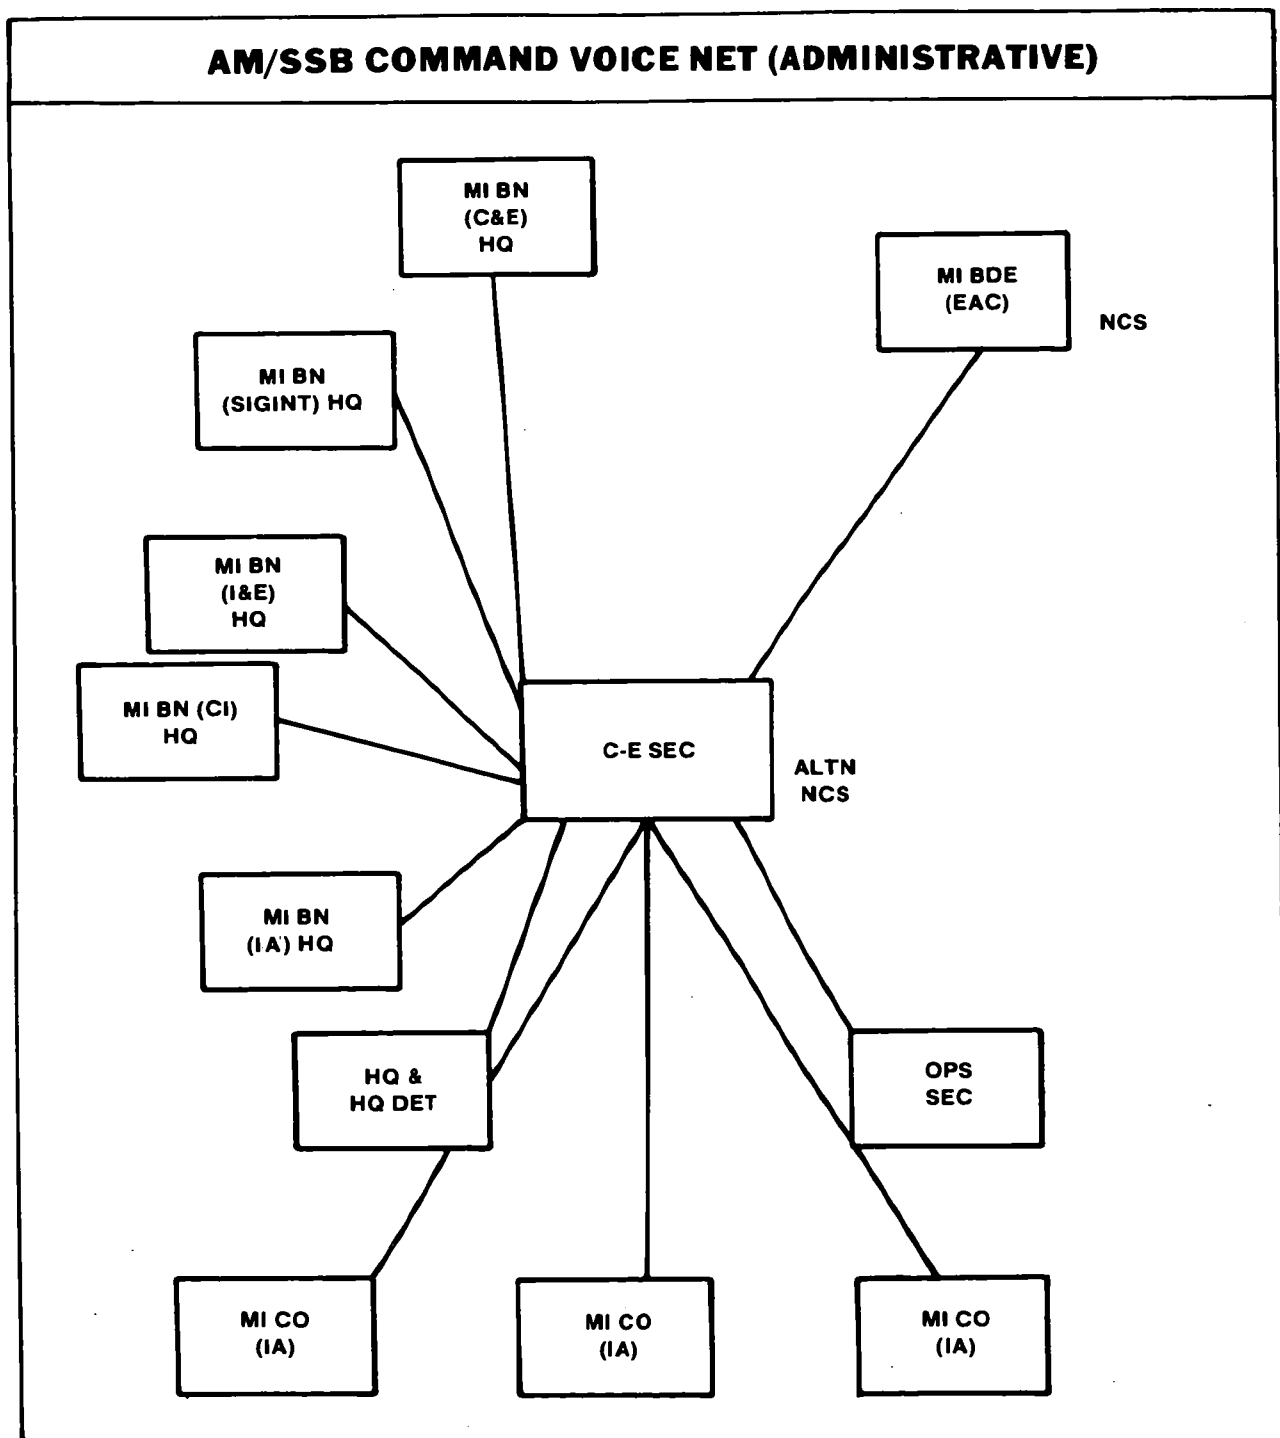 AM/SSB COMMAND VOICE NET (ADMINISTRATIVE)
MI BN
(C&E)
HQ
MI BDE
(EAC)
NCS
MI BN
(SIGINT) HQ
MI BN
(I&E)
HQ
MI BN (CI)
HQ
C-E SEC
ALTN
NCS
MI BN
(IA) HQ
HQ &
HQ DET
OPS
SEC
MI CO
(IA)
MI CO
(IA)
MI CO
(IA)